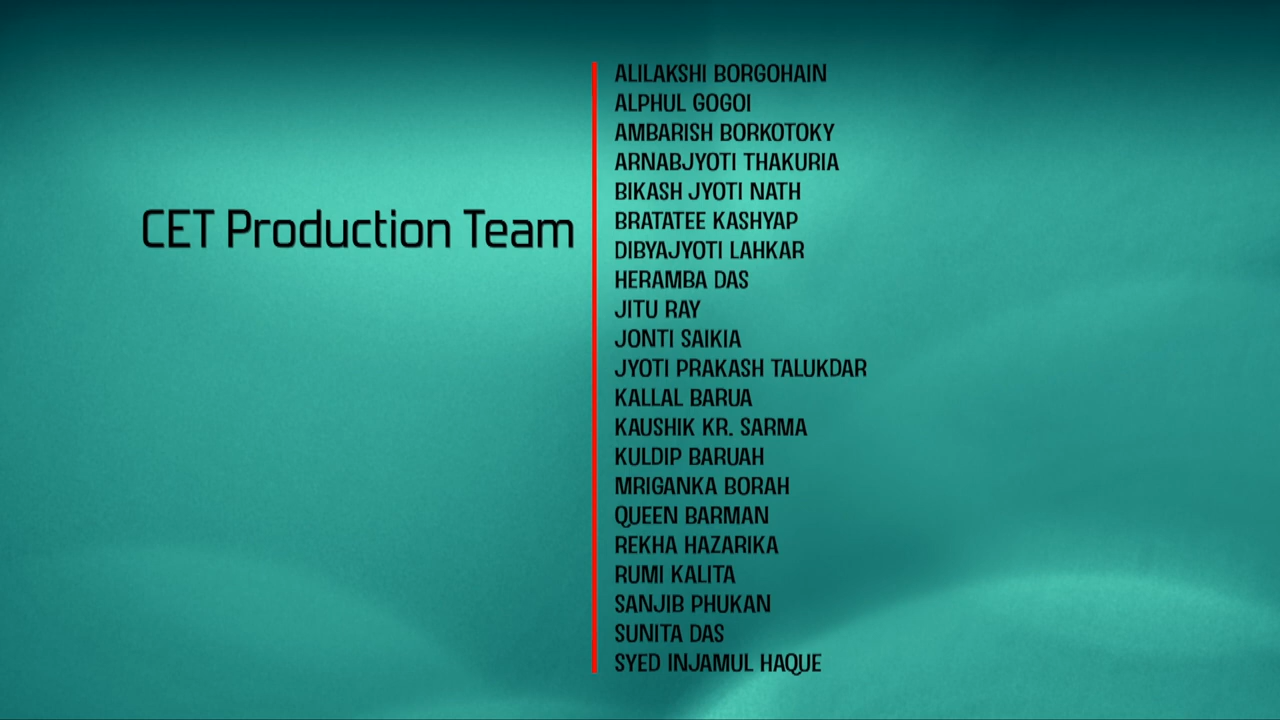 CET Production Team
ALILAKSHI BORGOHAIN
ALPHUL GOGOI
AMBARISH BORKOTOKY
ARNABJYOTI THAKURIA
BIKASH JYOTI NATH
BRATATEE KASHYAP
DIBYAJYOTI LAHKAR
HERAMBA DAS
JITU RAY
JONTI SAIKIA
JYOTI PRAKASH TALUKDAR
KALLAL BARUA
KAUSHIK KR. SARMA
KULDIP BARUAH
MRIGANKA BORAH
QUEEN BARMAN
REKHA HAZARIKA
RUMI KALITA
SANJIB PHUKAN
SUNITA DAS
SYED INJAMUL HAQUE